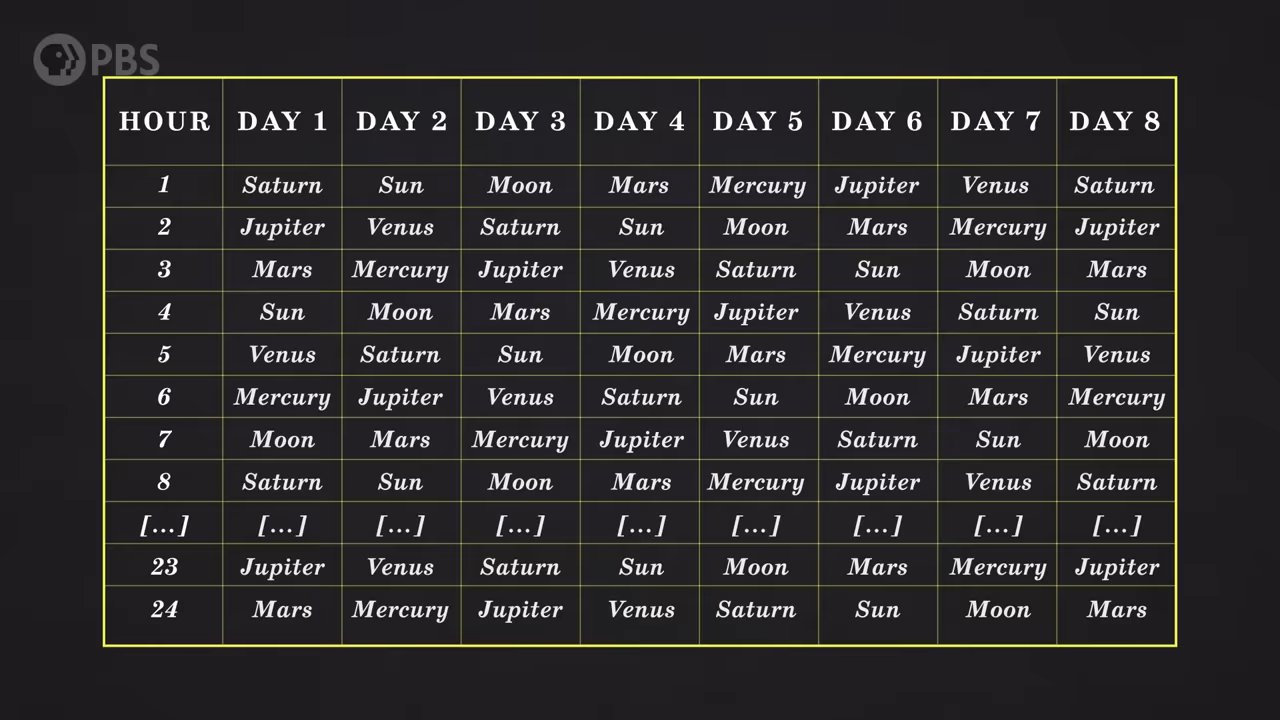 PBS
HOUR DAY 1 DAY 2 DAY 3 DAY 4 DAY 5 DAY 6 DAY 7 DAY 8
1 Saturn Sun Moon Mars Mercury Jupiter Venus Saturn
2 Jupiter Venus Saturn Sun Moon Mars Mercury Jupiter
3 Mars Mercury Jupiter Venus Saturn Sun Moon Mars
4 Sun Moon Mars Mercury Jupiter Venus Saturn Sun
5 Venus Saturn Sun Moon Mars Mercury Jupiter Venus
6 Mercury Jupiter Venus Saturn Sun Moon Mars Mercury
7 Moon Mars Mercury Jupiter Venus Saturn Sun Moon
8 Saturn Sun Moon Mars Mercury Jupiter Venus Saturn
[...] [...] [...] [...] [...] [...] [...] [...] [...]
23 Jupiter Venus Saturn Sun Moon Mars Mercury Jupiter
24 Mars Mercury Jupiter Venus Saturn Sun Moon Mars